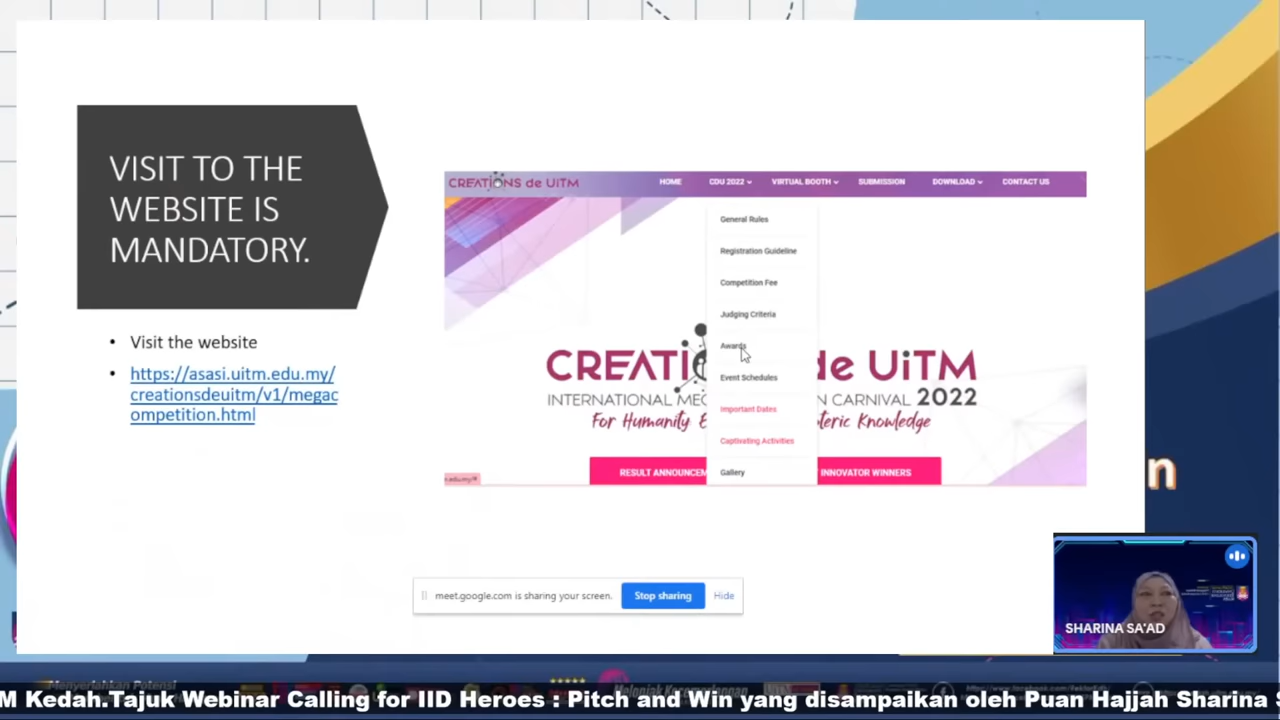 VISIT TO THE
WEBSITE IS
MANDATORY.
• Visit the website
• https://asasi.uitm.edu.my/
creationsdeuitm/v1/megac
ompetition.html
CREATIONS de UiTM
HOME CDU 2022 VIRTUAL BOOTH SUBMISSION DOWNLOAD CONTACT US
General Rules
Registration Guideline
Competition Fee
Judging Criteria
Awards
Event Schedules
Important Dates
Captivating Activities
Gallery
CREATI de UiTM
INTERNATIONAL N CARNIVAL 2022
For Humanity teric Knowledge
RESULT ANNOUNCEM INNOVATOR WINNERS
n
meet.google.com is sharing your screen. Stop sharing Hide
SHARINA SA'AD
Menyerlahkan Potensi
M Kedah.Tajuk Webinar Calling for IID Heroes : Pitch and Win yang disampaikan oleh Puan Hajjah Sharina